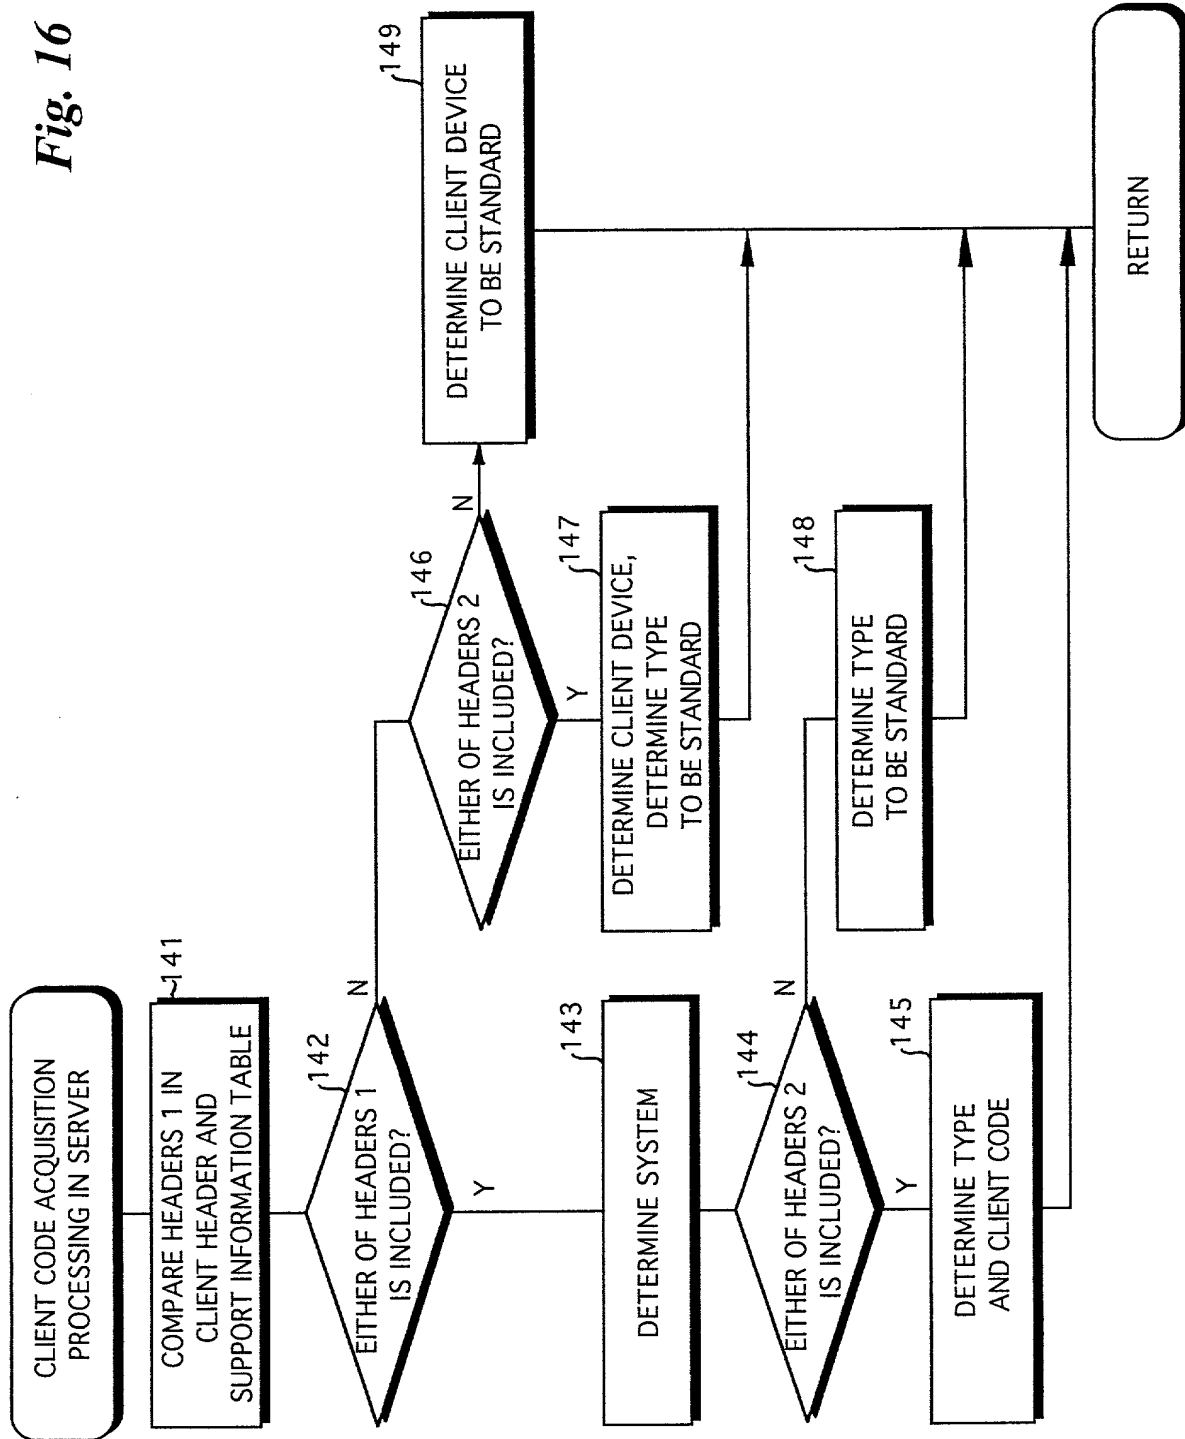 Fig. 16
CLIENT CODE ACQUISITION
PROCESSING IN SERVER
141
COMPARE HEADERS 1 IN
CLIENT HEADER AND
SUPPORT INFORMATION TABLE
142
EITHER OF HEADERS 1
IS INCLUDED?
N
Y
143
DETERMINE SYSTEM
144
EITHER OF HEADERS 2
IS INCLUDED?
N
Y
145
DETERMINE TYPE
AND CLIENT CODE
146
EITHER OF HEADERS 2
IS INCLUDED?
N
Y
147
DETERMINE CLIENT DEVICE,
DETERMINE TYPE
TO BE STANDARD
148
DETERMINE TYPE
TO BE STANDARD
149
DETERMINE CLIENT DEVICE
TO BE STANDARD
RETURN